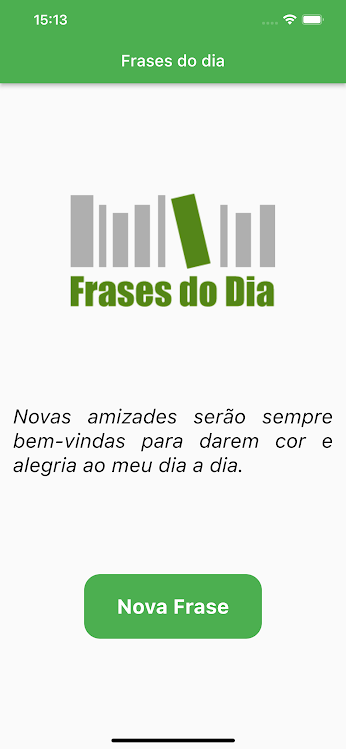 15:13
Frases do dia
Frases do Dia
Novas amizades serão sempre
bem-vindas para darem cor e
alegria ao meu dia a dia.
Nova Frase